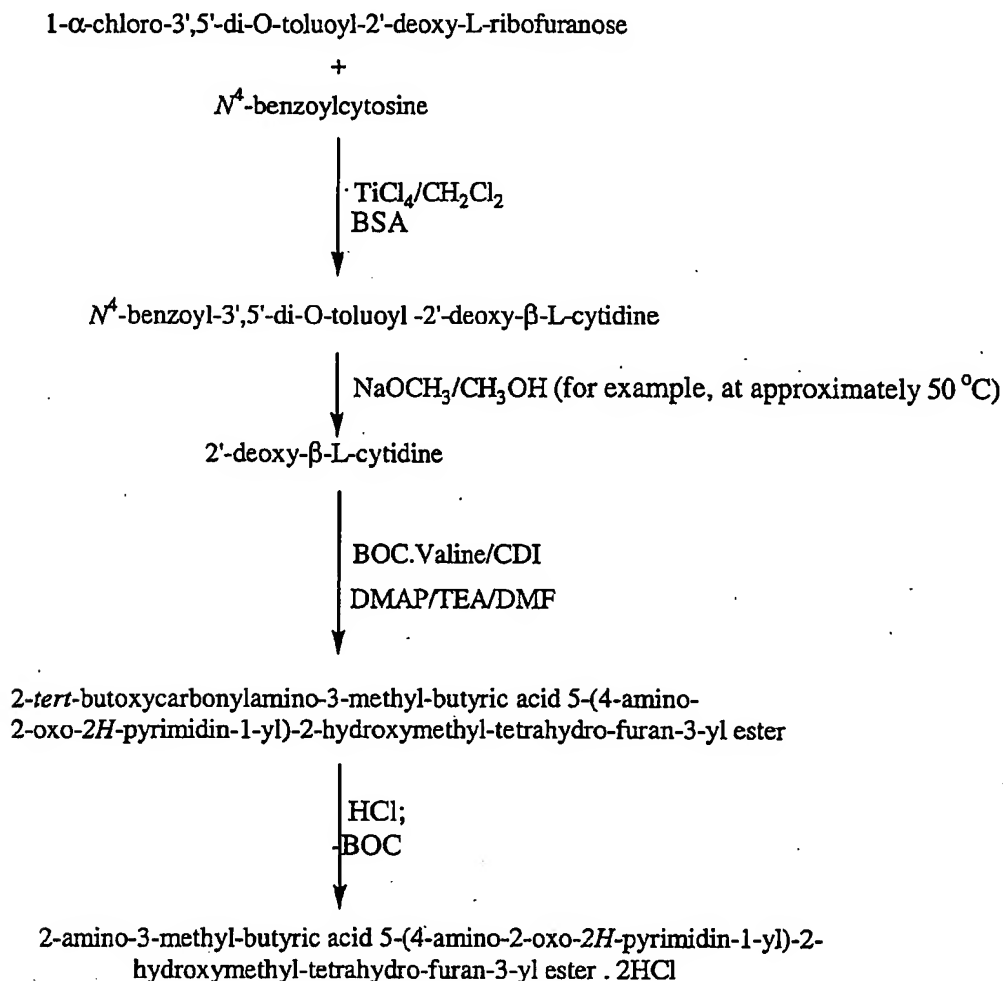 1-α-chloro-3',5'-di-O-toluoyl-2'-deoxy-L-ribofuranose
+
N⁴-benzoylcytosine
TiCl₄/CH₂Cl₂
BSA
N⁴-benzoyl-3',5'-di-O-toluoyl -2'-deoxy-β-L-cytidine
NaOCH₃/CH₃OH (for example, at approximately 50 °C)
2'-deoxy-β-L-cytidine
BOC.Valine/CDI
DMAP/TEA/DMF
2-tert-butoxycarbonylamino-3-methyl-butyric acid 5-(4-amino-
2-oxo-2H-pyrimidin-1-yl)-2-hydroxymethyl-tetrahydro-furan-3-yl ester
HCl;
-BOC
2-amino-3-methyl-butyric acid 5-(4-amino-2-oxo-2H-pyrimidin-1-yl)-2-
hydroxymethyl-tetrahydro-furan-3-yl ester . 2HCl